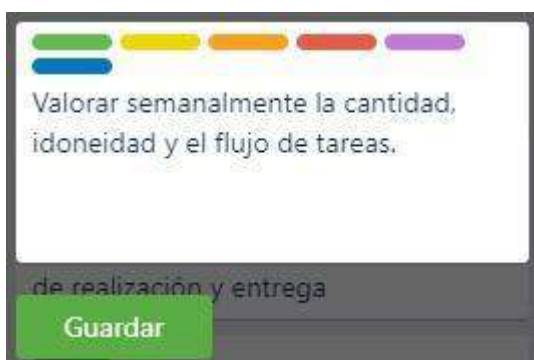 Valorar semanalmente la cantidad,
idoneidad y el flujo de tareas.
de realización y entrega
Guardar